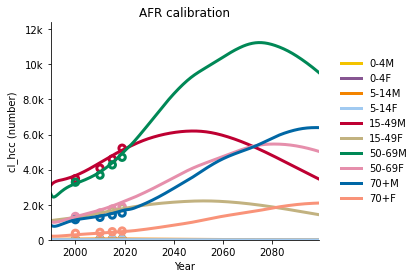 AFR calibration
12k
10k
8.0k
6.0k
4.0k
2.0k
0
cl_hcc (number)
2000
2020
2040
2060
2080
Year
0-4M
0-4F
5-14M
5-14F
15-49M
15-49F
50-69M
50-69F
70+M
70+F